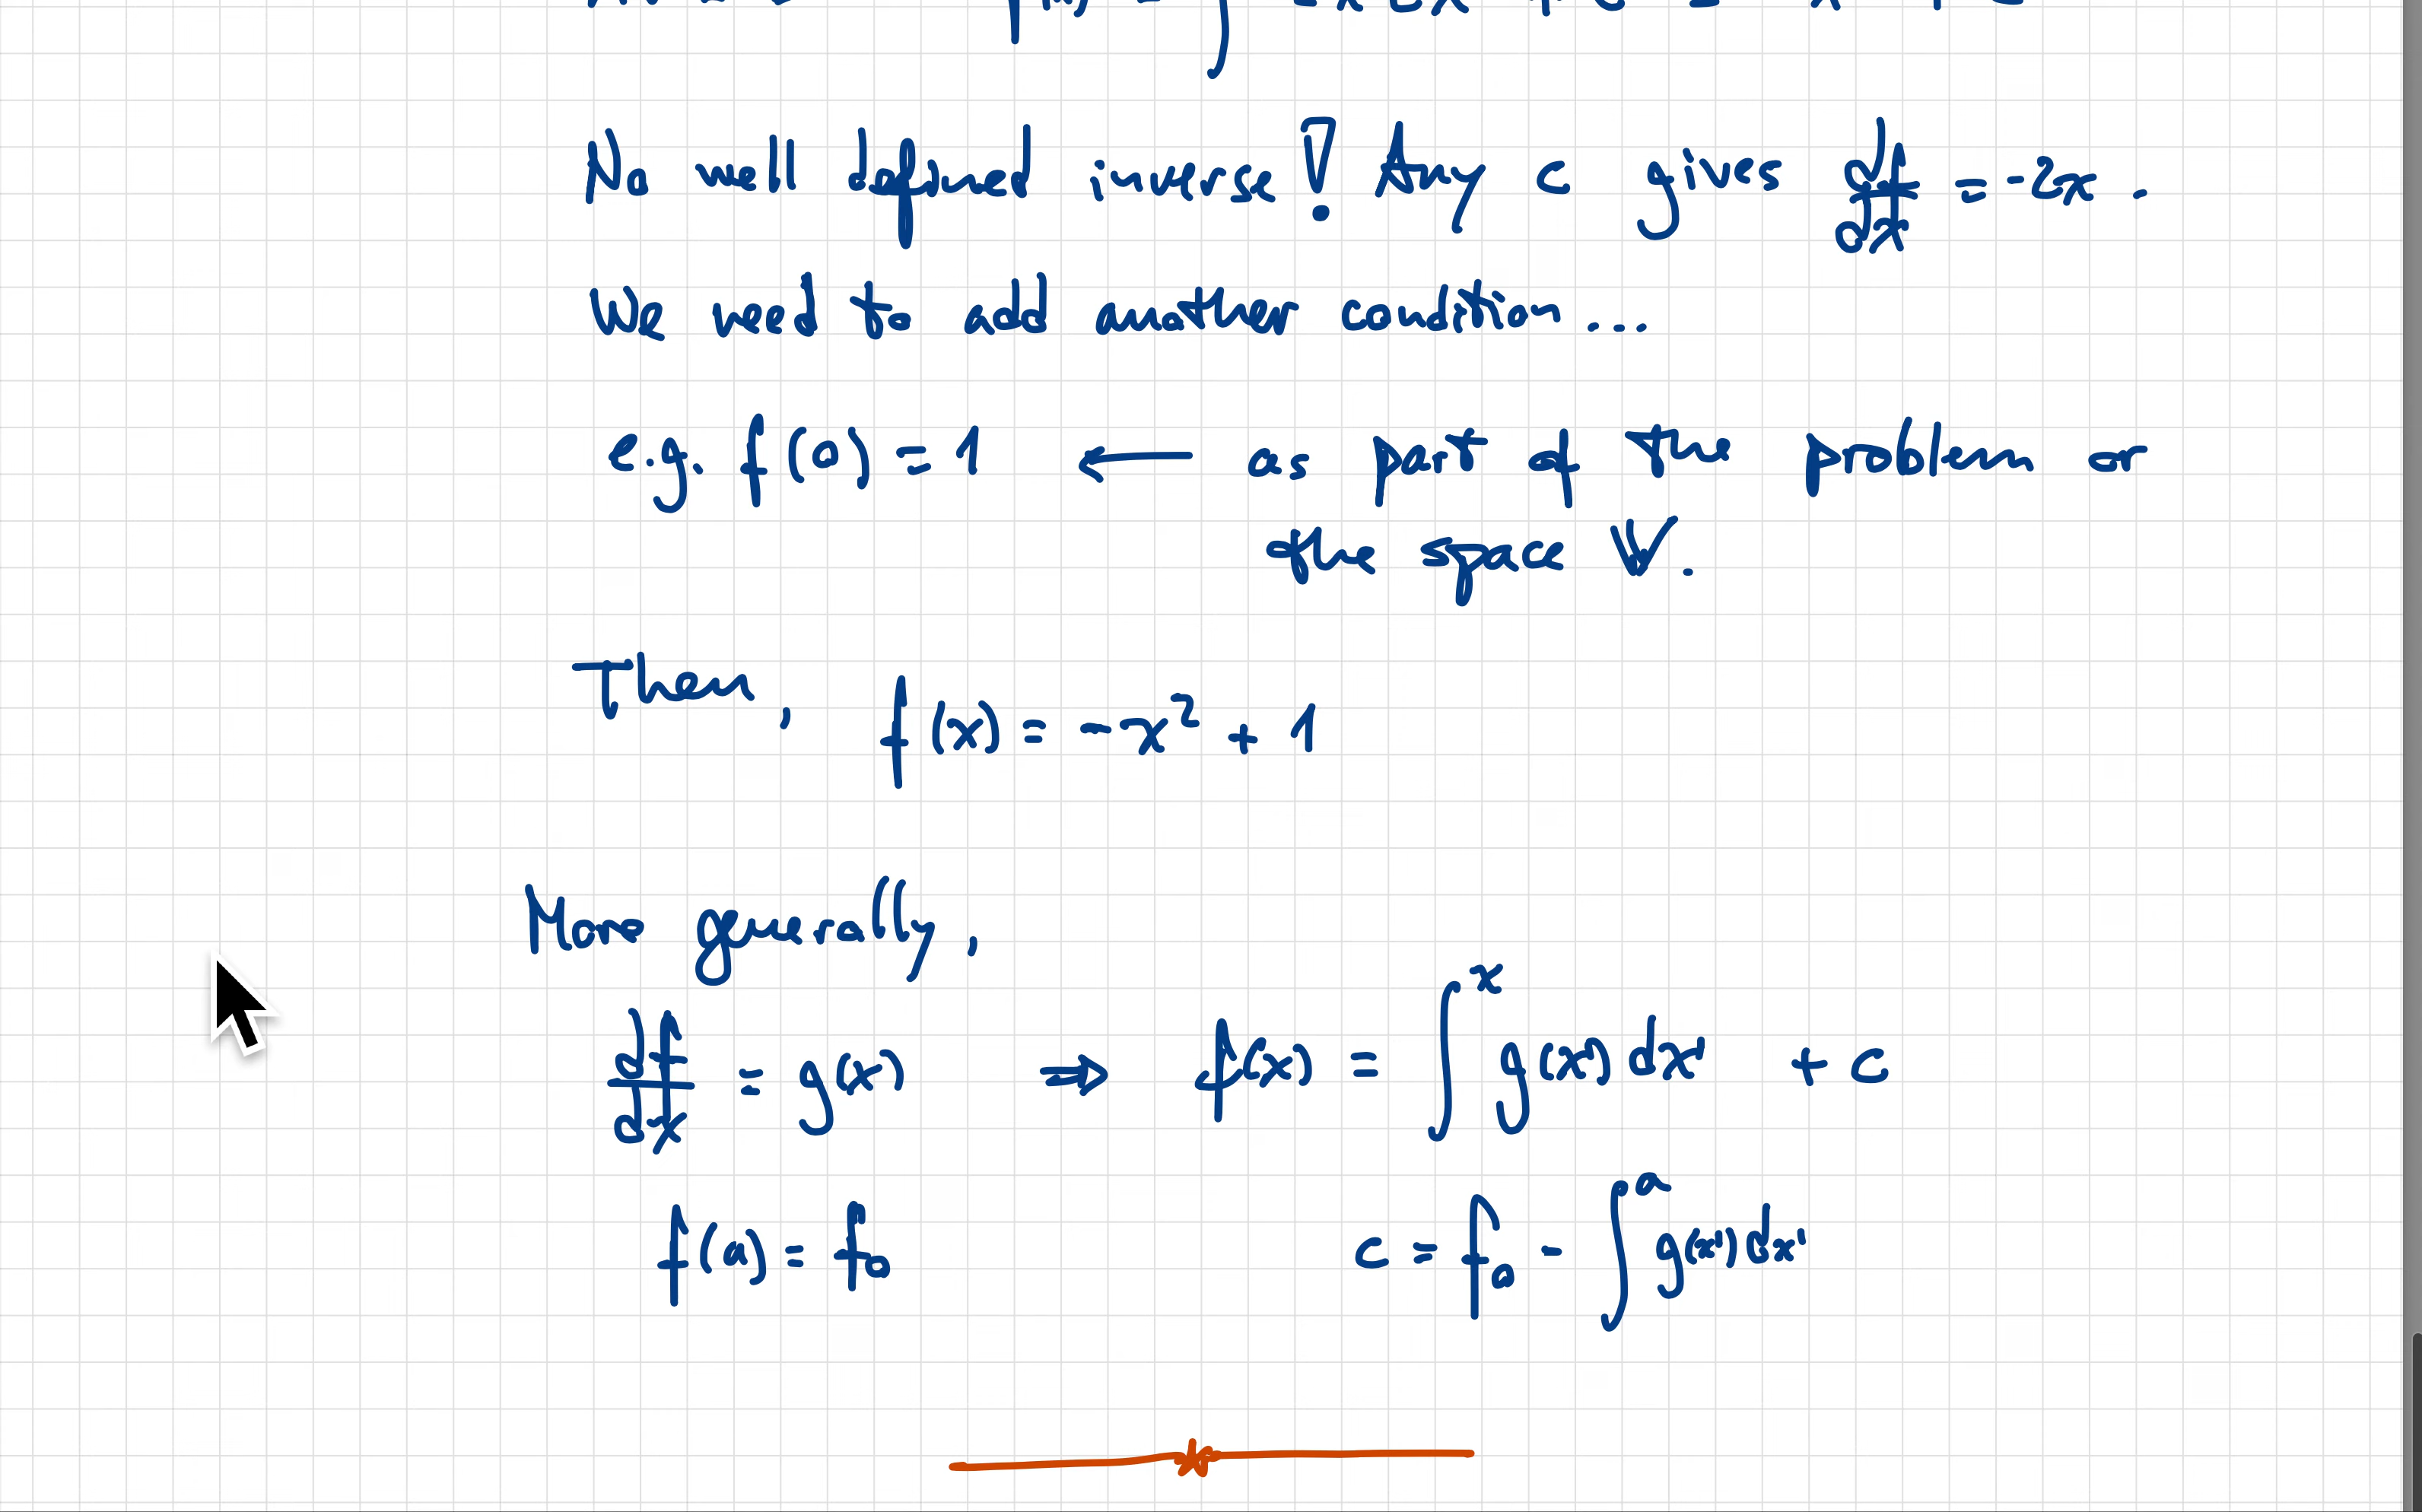 No well defined inverse! Any c gives df/dx = -2x.
We need to add another condition...
e.g. f(0) = 1 ← as part of the problem or
the space V.
Then, f(x) = -x² + 1
More generally,
df/dx = g(x) ⇒ f(x) = ∫^x g(x') dx' + c
f(a) = f₀ c = f₀ - ∫^a g(x') dx'